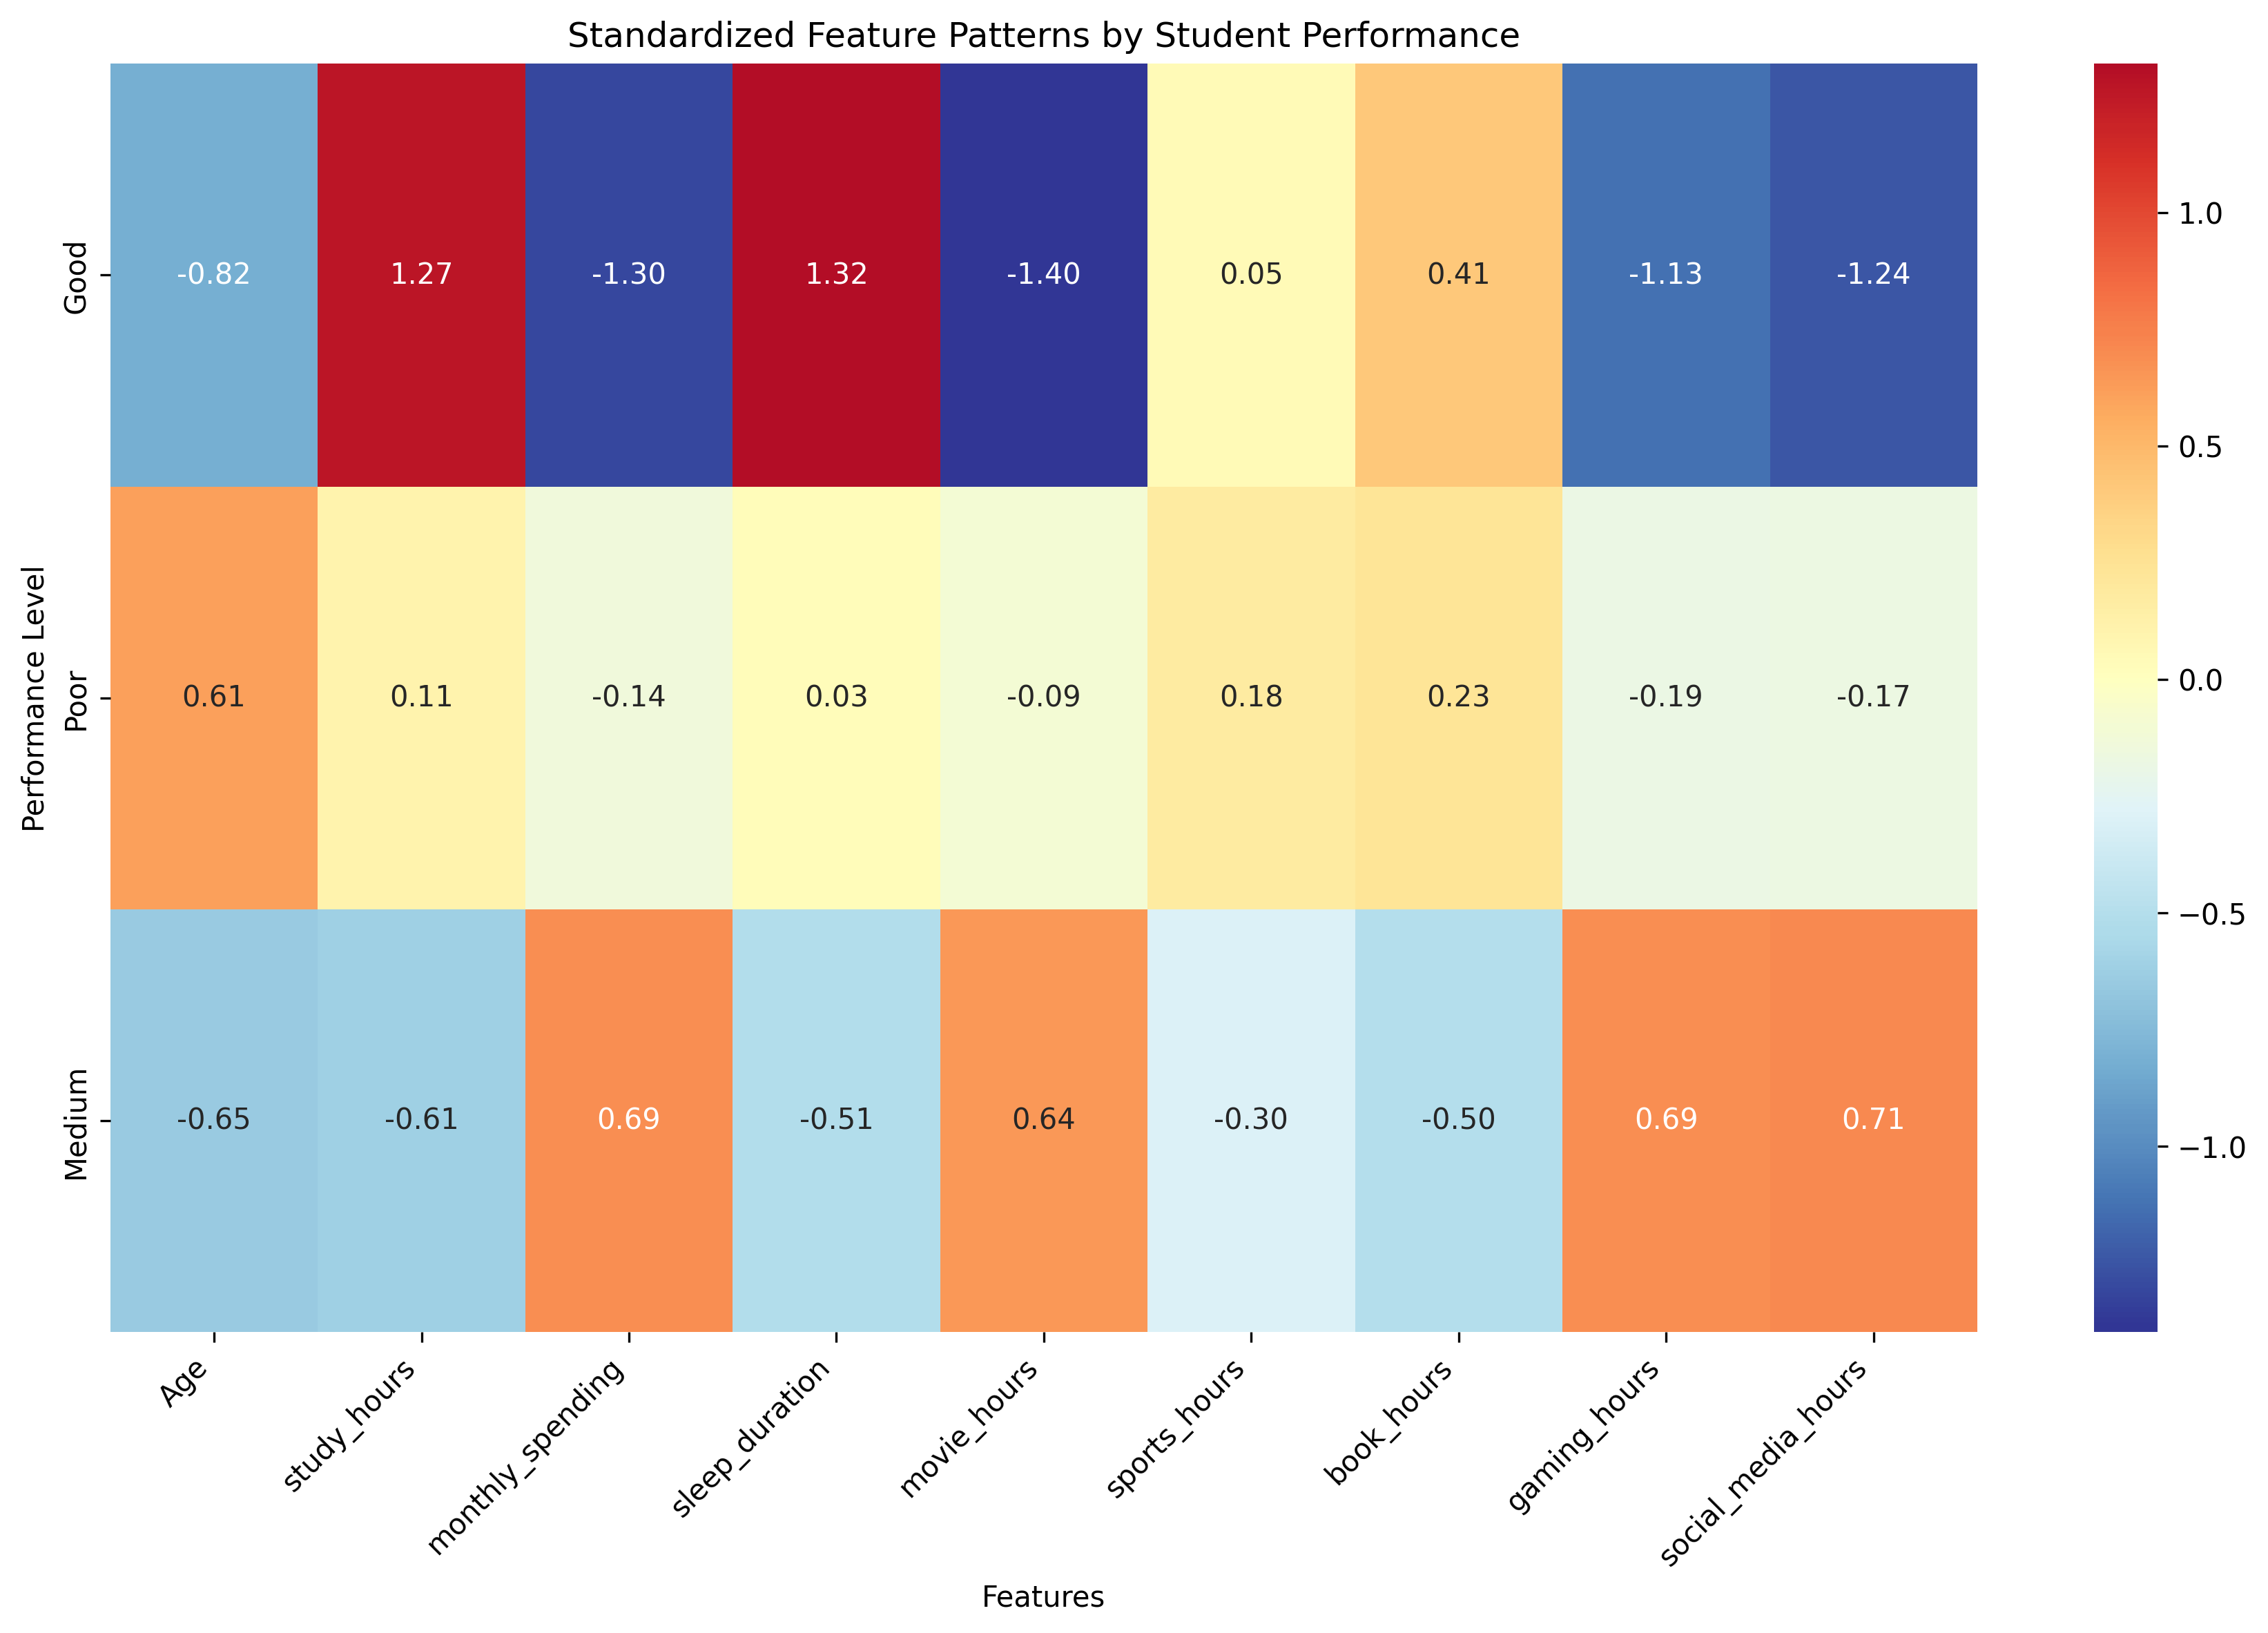 Standardized Feature Patterns by Student Performance
Performance Level
Good
-0.82 1.27 -1.30 1.32 -1.40 0.05 0.41 -1.13 -1.24
Poor
0.61 0.11 -0.14 0.03 -0.09 0.18 0.23 -0.19 -0.17
Medium
-0.65 -0.61 0.69 -0.51 0.64 -0.30 -0.50 0.69 0.71
Age
study_hours
monthly_spending
sleep_duration
movie_hours
sports_hours
book_hours
gaming_hours
social_media_hours
Features
1.0
0.5
0.0
−0.5
−1.0